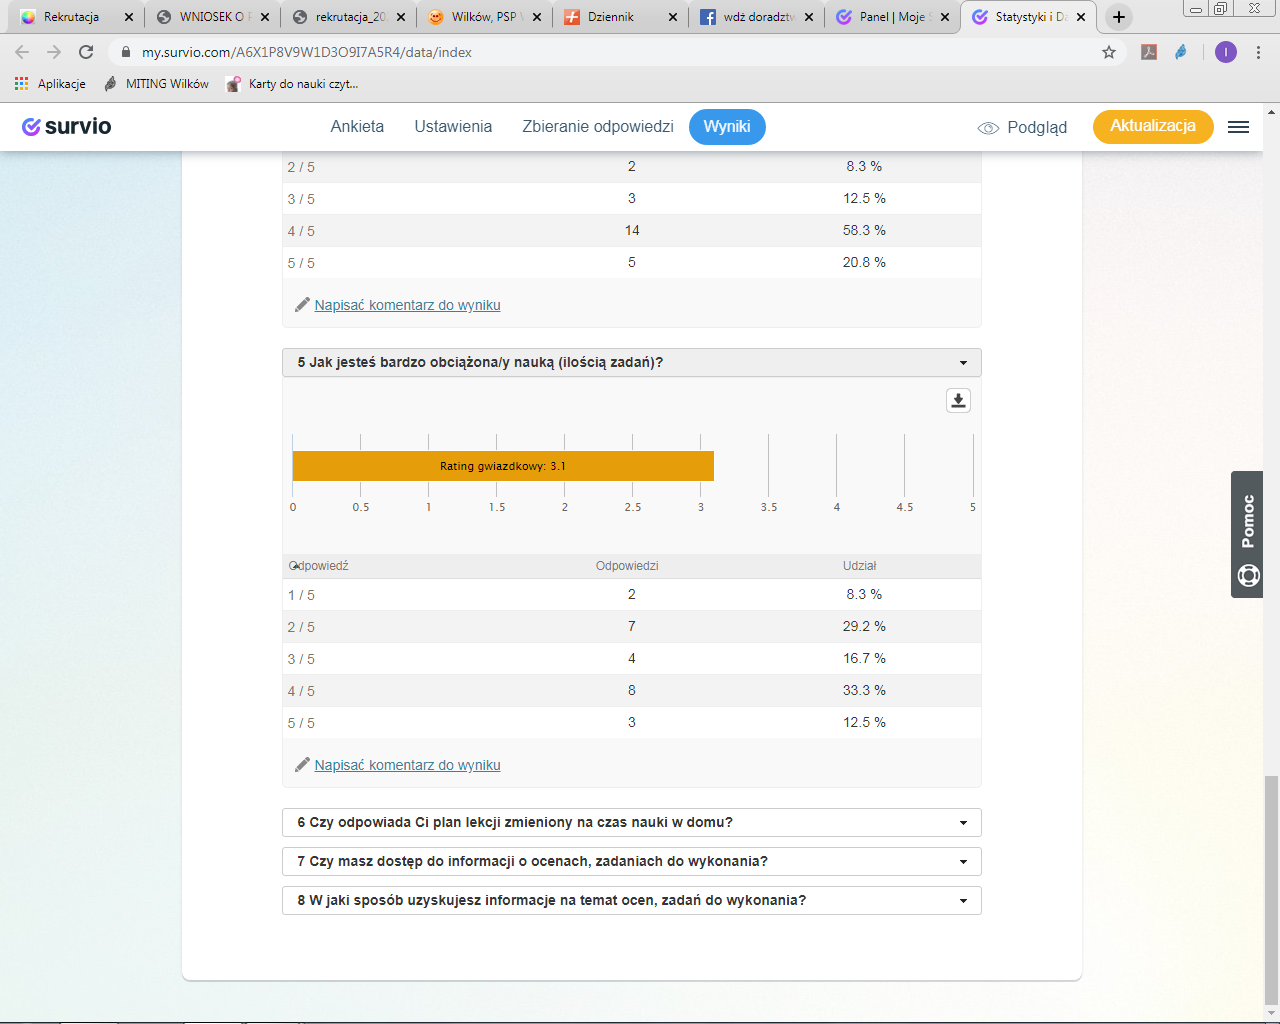 Rekrutacja
WNIOSEK O
rekrutacja_20
Wilków, PSP
Dziennik
wdż doradztw
Panel | Moje
Statystyki i Da
my.survio.com/A6X1P8V9W1D3O9I7A5R4/data/index
I
Aplikacje
MITING Wilków
Karty do nauki czyt...
survio
Ankieta
Ustawienia
Zbieranie odpowiedzi
Wyniki
Podgląd
Aktualizacja
2 / 5 2 8.3 %
3 / 5 3 12.5 %
4 / 5 14 58.3 %
5 / 5 5 20.8 %
Napisać komentarz do wyniku
5 Jak jesteś bardzo obciążona/y nauką (ilością zadań)?
Rating gwiazdkowy: 3.1
0 0.5 1 1.5 2 2.5 3 3.5 4 4.5 5
Odpowiedź Odpowiedzi Udział
1 / 5 2 8.3 %
2 / 5 7 29.2 %
3 / 5 4 16.7 %
4 / 5 8 33.3 %
5 / 5 3 12.5 %
Napisać komentarz do wyniku
6 Czy odpowiada Ci plan lekcji zmieniony na czas nauki w domu?
7 Czy masz dostęp do informacji o ocenach, zadaniach do wykonania?
8 W jaki sposób uzyskujesz informacje na temat ocen, zadań do wykonania?
Pomoc